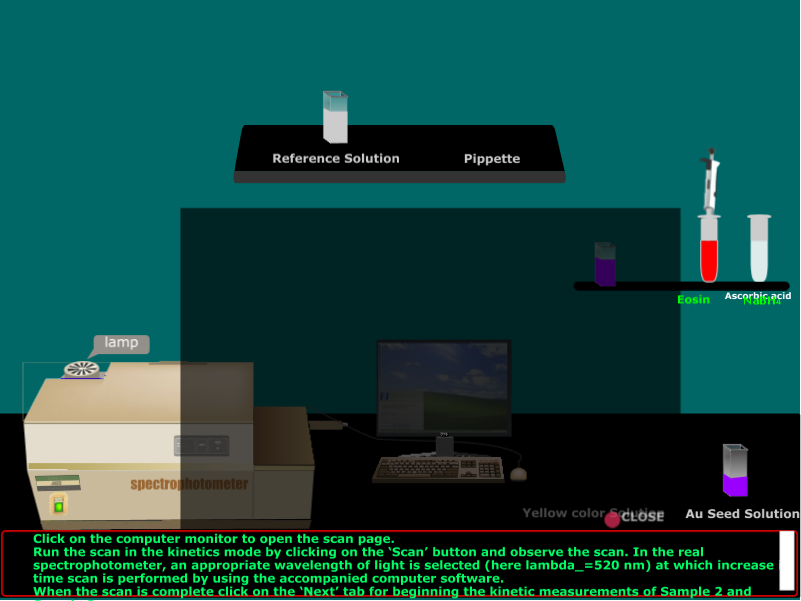 Reference Solution
Pippette
Eosin
Ascorbic acid
NaBH4
lamp
spectrophotometer
Yellow color Solution
CLOSE
Au Seed Solution
Click on the computer monitor to open the scan page.
Run the scan in the kinetics mode by clicking on the ‘Scan’ button and observe the scan. In the real
spectrophotometer, an appropriate wavelength of light is selected (here lambda_=520 nm) at which increase
time scan is performed by using the accompanied computer software.
When the scan is complete click on the ‘Next’ tab for beginning the kinetic measurements of Sample 2 and